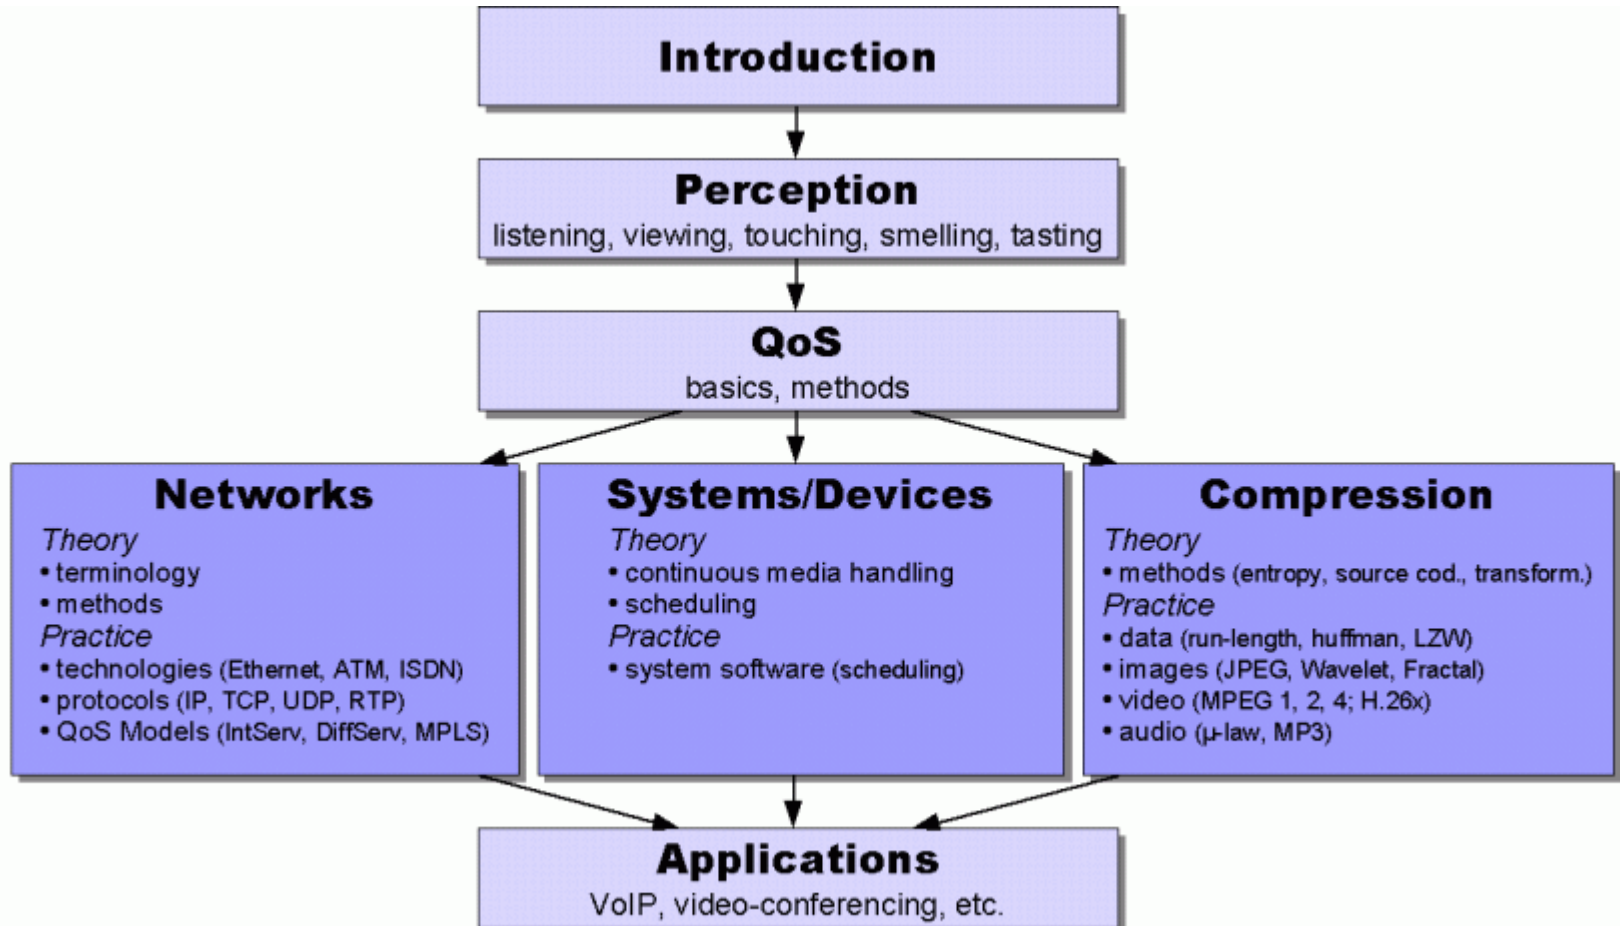 Introduction
Perception
listening, viewing, touching, smelling, tasting
QoS
basics, methods
Networks
Theory
• terminology
• methods
Practice
• technologies (Ethernet, ATM, ISDN)
• protocols (IP, TCP, UDP, RTP)
• QoS Models (IntServ, DiffServ, MPLS)
Systems/Devices
Theory
• continuous media handling
• scheduling
Practice
• system software (scheduling)
Compression
Theory
• methods (entropy, source cod., transform.)
Practice
• data (run-length, huffman, LZW)
• images (JPEG, Wavelet, Fractal)
• video (MPEG 1, 2, 4; H.26x)
• audio (µ-law, MP3)
Applications
VoIP, video-conferencing, etc.